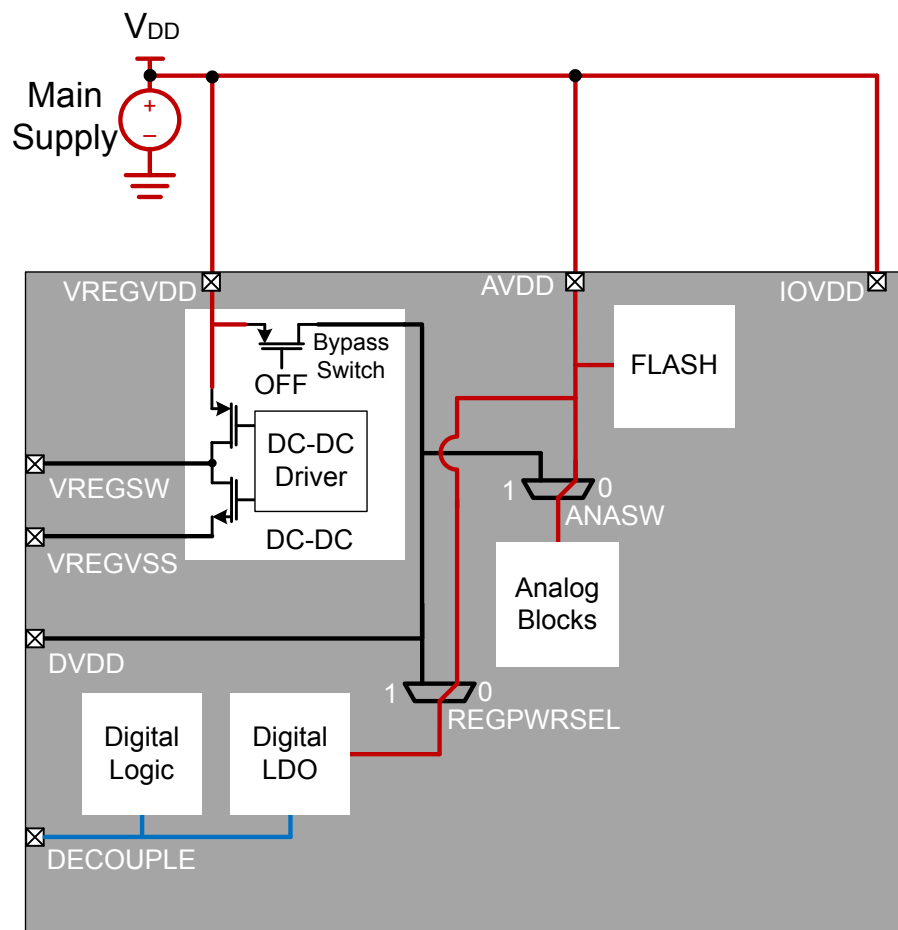 VDD
Main
Supply
+
–
VREGVDD
AVDD
IOVDD
Bypass
Switch
OFF
FLASH
DC-DC
Driver
VREGSW
1
0
ANASW
DC-DC
VREGVSS
Analog
Blocks
DVDD
1
0
REGPWRSEL
Digital
Logic
Digital
LDO
DECOUPLE